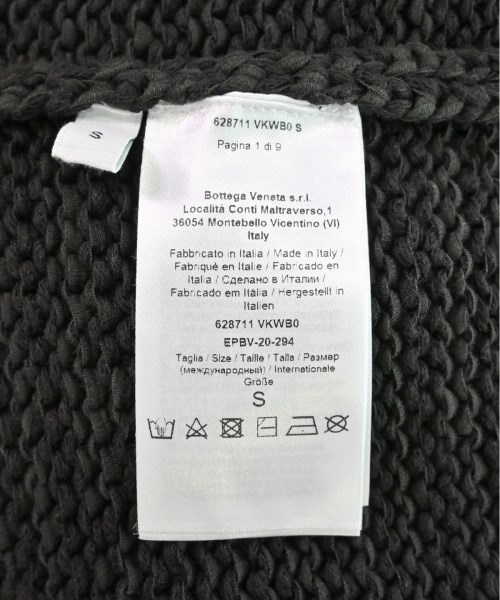 S
628711 VKWB0 S
Pagina 1 di 9
Bottega Veneta s.r.l.
Località Conti Maltraverso,1
36054 Montebello Vicentino (VI)
Italy
Fabbricato in Italia / Made in Italy /
Fabriqué en Italie / Fabricado en
Italia / Сделано в Италии /
Fabricado em Itália / Hergestellt in
Italien
628711 VKWB0
EPBV-20-294
Taglia / Size / Taille / Talla / Размер
(международный) / Internationale
Größe
S